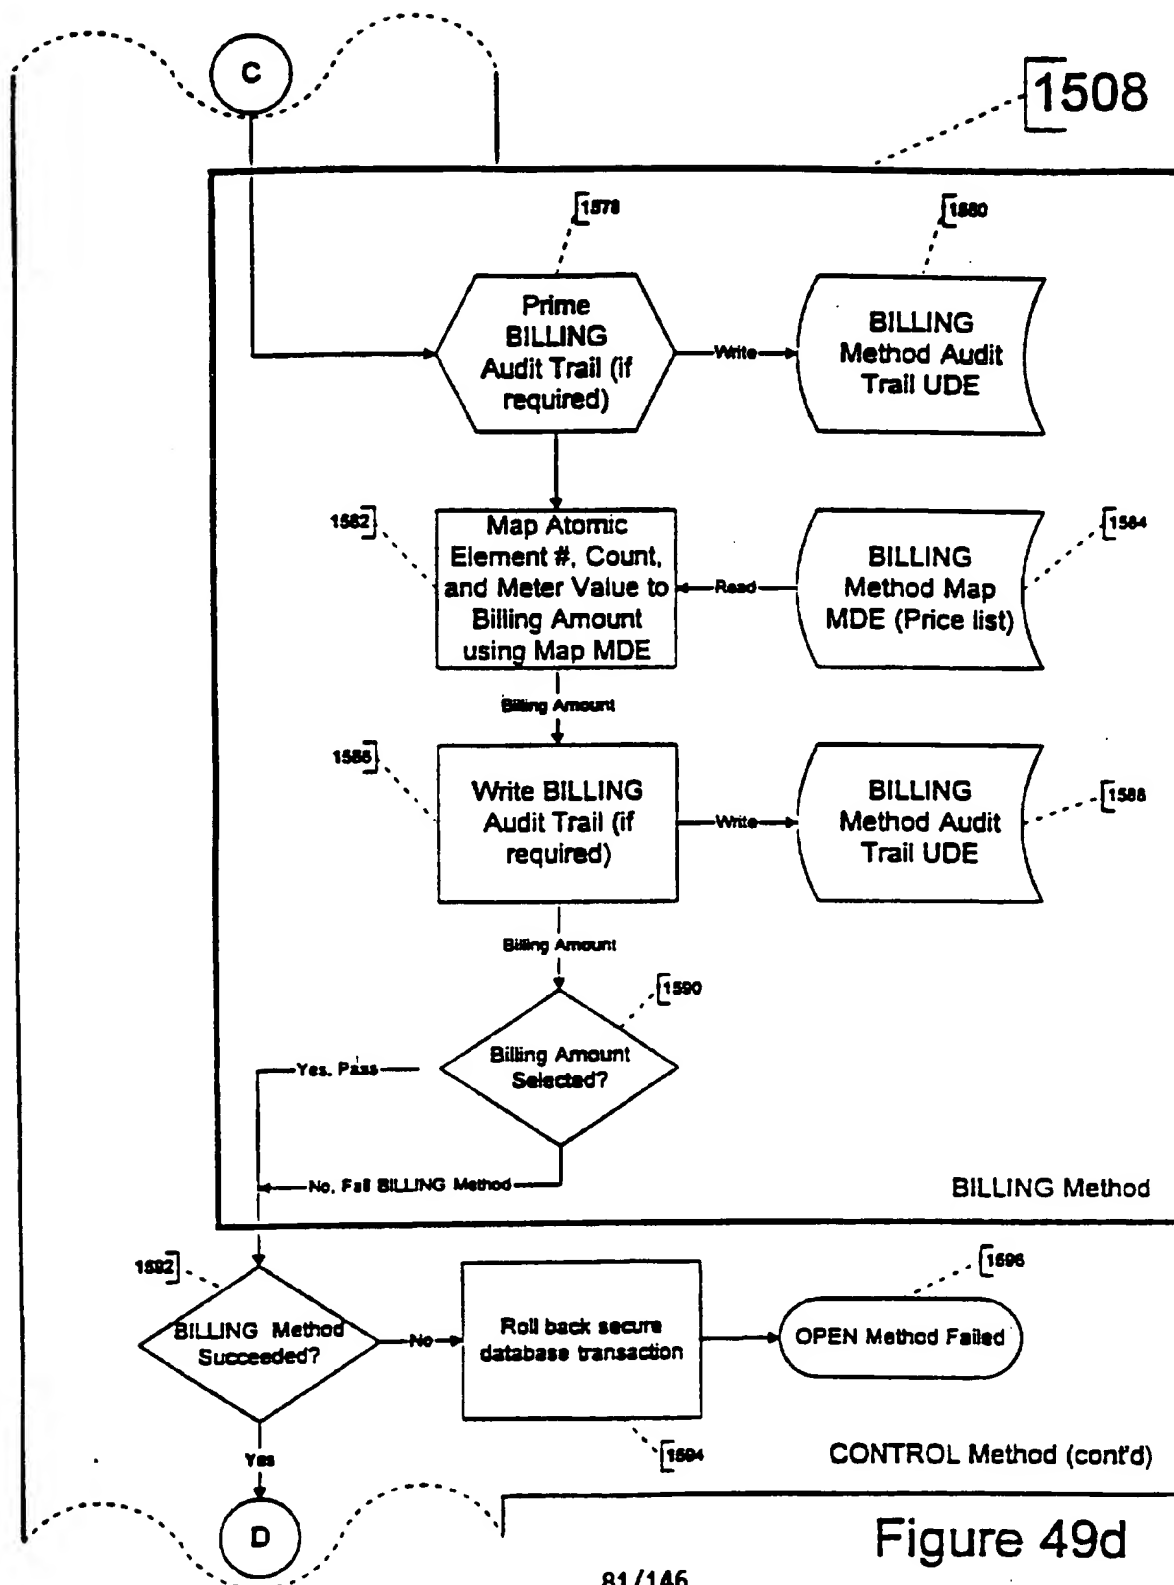 C
1508
1578
1580
Prime
BILLING
Audit Trail (if
required)
Write
BILLING
Method Audit
Trail UDE
1582
Map Atomic
Element #, Count,
and Meter Value to
Billing Amount
using Map MDE
Read
BILLING
Method Map
MDE (Price list)
1584
Billing Amount
1586
Write BILLING
Audit Trail (if
required)
Write
BILLING
Method Audit
Trail UDE
1588
Billing Amount
1590
Billing Amount
Selected?
Yes, Pass
No, Fail BILLING Method
BILLING Method
1592
BILLING Method
Succeeded?
No
Roll back secure
database transaction
1596
OPEN Method Failed
1594
Yes
CONTROL Method (cont'd)
D
Figure 49d
81/146